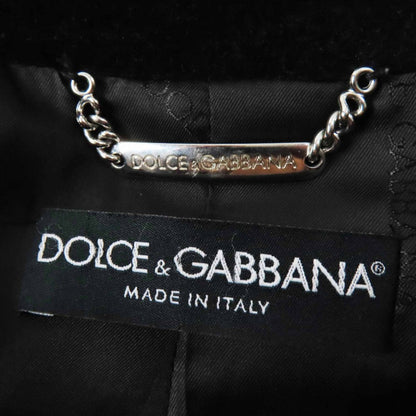 DOLCE&GABBANA
DOLCE & GABBANA®
MADE IN ITALY